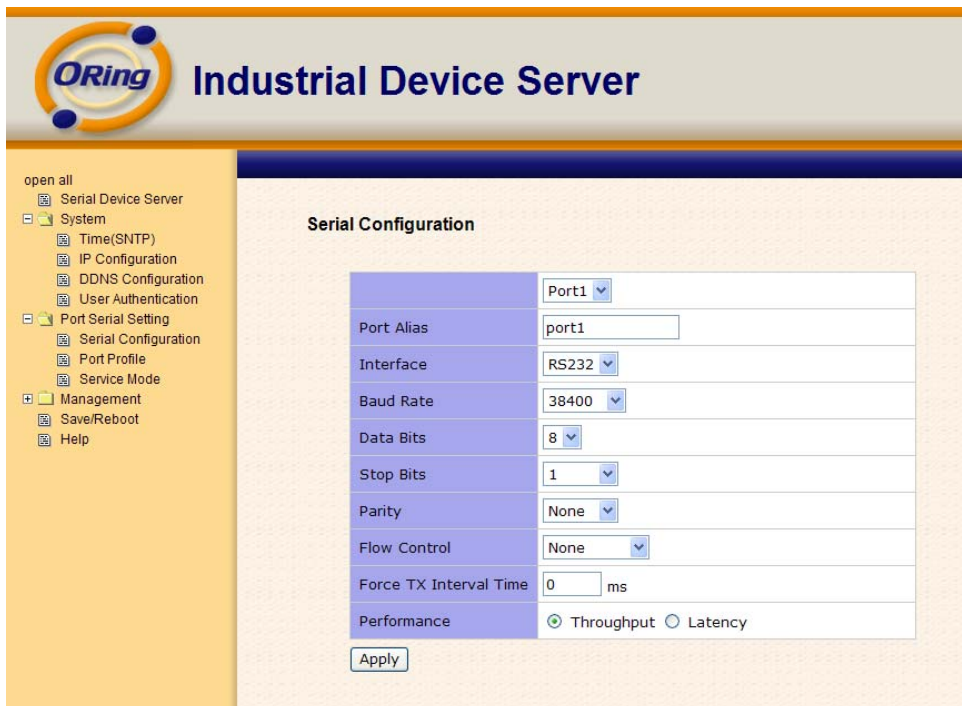 ORing
Industrial Device Server
open all
Serial Device Server
System
Time(SNTP)
IP Configuration
DDNS Configuration
User Authentication
Port Serial Setting
Serial Configuration
Port Profile
Service Mode
Management
Save/Reboot
Help
Serial Configuration
Port1
Port Alias port1
Interface RS232
Baud Rate 38400
Data Bits 8
Stop Bits 1
Parity None
Flow Control None
Force TX Interval Time 0 ms
Performance Throughput Latency
Apply